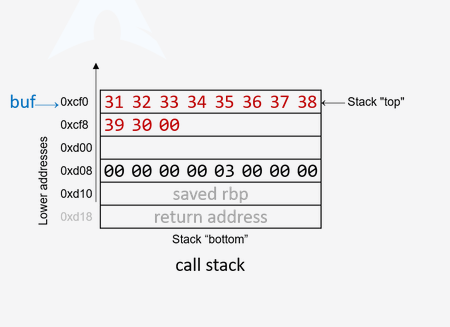 buf 0xcf0 31 32 33 34 35 36 37 38 Stack "top"
0xcf8 39 30 00
0xd00
0xd08 00 00 00 00 03 00 00 00
0xd10 saved rbp
0xd18 return address
Lower addresses
Stack “bottom”
call stack